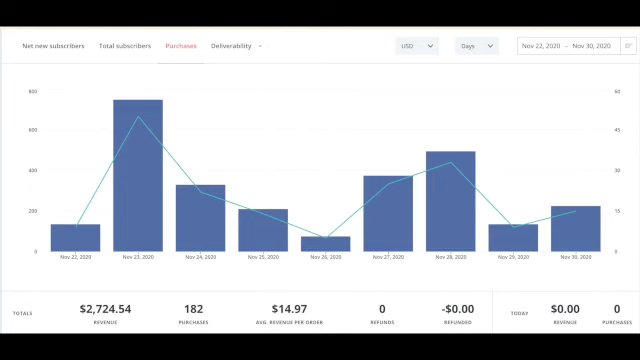 Net new subscribers Total subscribers Purchases Deliverability USD Days Nov 22, 2020 – Nov 30, 2020
800 60
600 45
400 30
200 15
0 0
Nov 22, 2020 Nov 23, 2020 Nov 24, 2020 Nov 25, 2020 Nov 26, 2020 Nov 27, 2020 Nov 28, 2020 Nov 29, 2020 Nov 30, 2020
$2,724.54 182 $14.97 0 -$0.00 $0.00 0
TOTALS TODAY
REVENUE PURCHASES AVG. REVENUE PER ORDER REFUNDS REFUNDED REVENUE PURCHASES